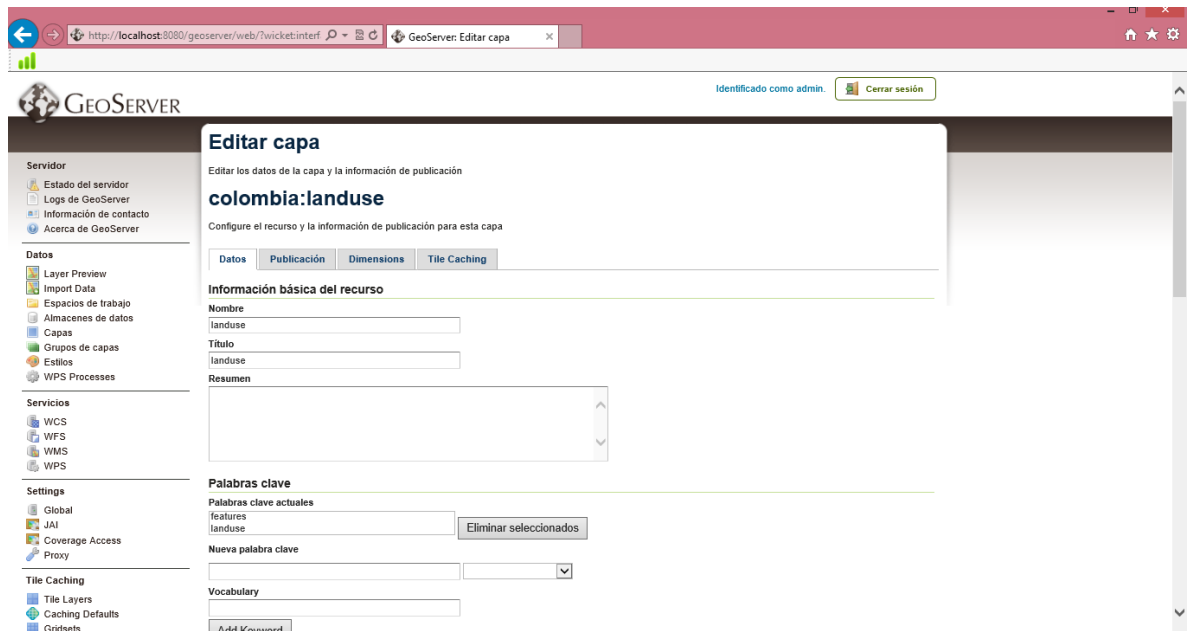 http://localhost:8080/geoserver/web/?wicket:interf
GeoServer: Editar capa
GEOSERVER
Identificado como admin.
Cerrar sesión
Servidor
Estado del servidor
Logs de GeoServer
Información de contacto
Acerca de GeoServer
Datos
Layer Preview
Import Data
Espacios de trabajo
Almacenes de datos
Capas
Grupos de capas
Estilos
WPS Processes
Servicios
WCS
WFS
WMS
WPS
Settings
Global
JAI
Coverage Access
Proxy
Tile Caching
Tile Layers
Caching Defaults
Gridsets
Editar capa
Editar los datos de la capa y la información de publicación
colombia:landuse
Configure el recurso y la información de publicación para esta capa
Datos Publicación Dimensions Tile Caching
Información básica del recurso
Nombre
landuse
Título
landuse
Resumen
Palabras clave
Palabras clave actuales
features
landuse
Eliminar seleccionados
Nueva palabra clave
Vocabulary
Add Keyword